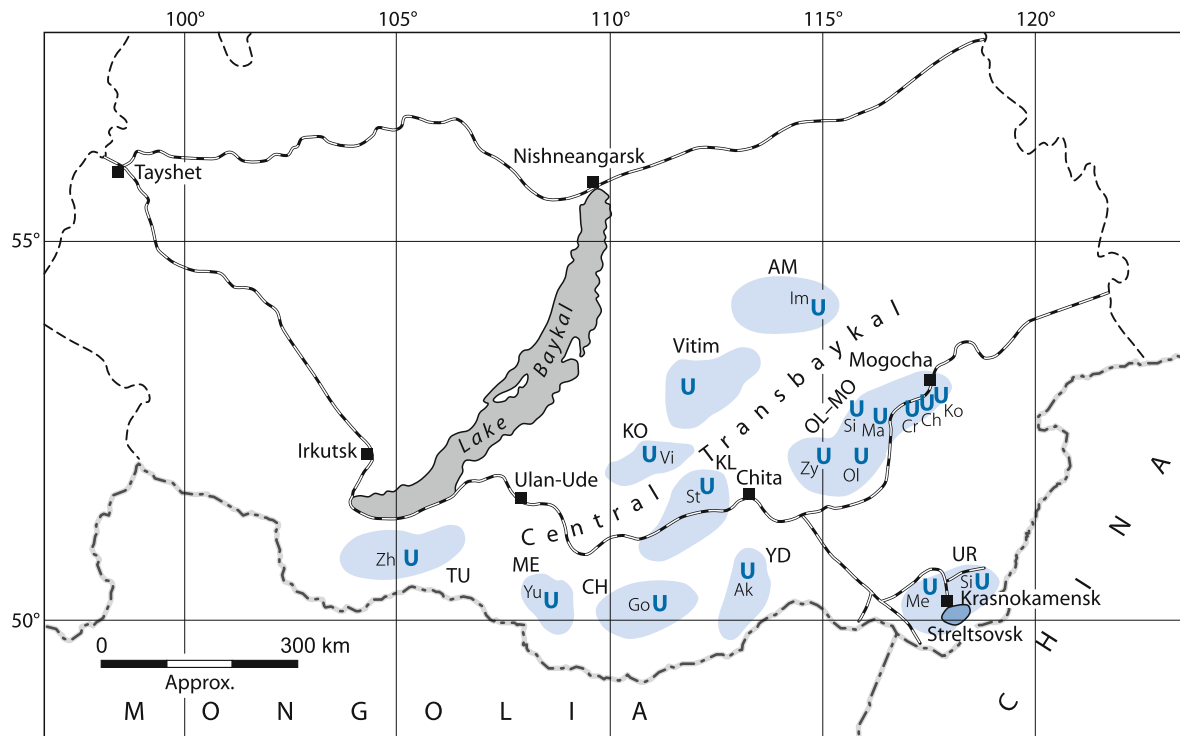 100° 105° 110° 115° 120°
Nishneangarsk
Tayshet
55°
AM
Im
Lake Baykal
Vitim
U
Central Transbaykal
Mogocha
OL–MO
U U U U U
Si Ma Cr Ch Ko
KO
U Vi
Irkutsk
U U
Zy Ol
KL
U
St
Chita
Ulan-Ude
Zh U
TU
ME
Yu U
CH
Go U
YD
U
Ak
UR
U Si U
Me
Krasnokamensk
Streltsovsk
50°
0 300 km
Approx.
U
MONGOLIA
CHINA